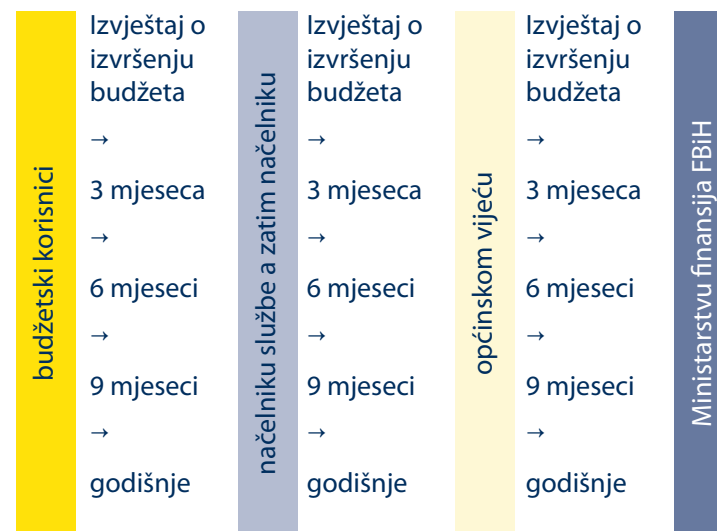 budžetski korisnici
Izvještaj o
izvršenju
budžeta
→
3 mjeseca
→
6 mjeseci
→
9 mjeseci
→
godišnje
načelniku službe a zatim načelniku
Izvještaj o
izvršenju
budžeta
→
3 mjeseca
→
6 mjeseci
→
9 mjeseci
→
godišnje
općinskom vijeću
Izvještaj o
izvršenju
budžeta
→
3 mjeseca
→
6 mjeseci
→
9 mjeseci
→
godišnje
Ministarstvu finansija FBiH